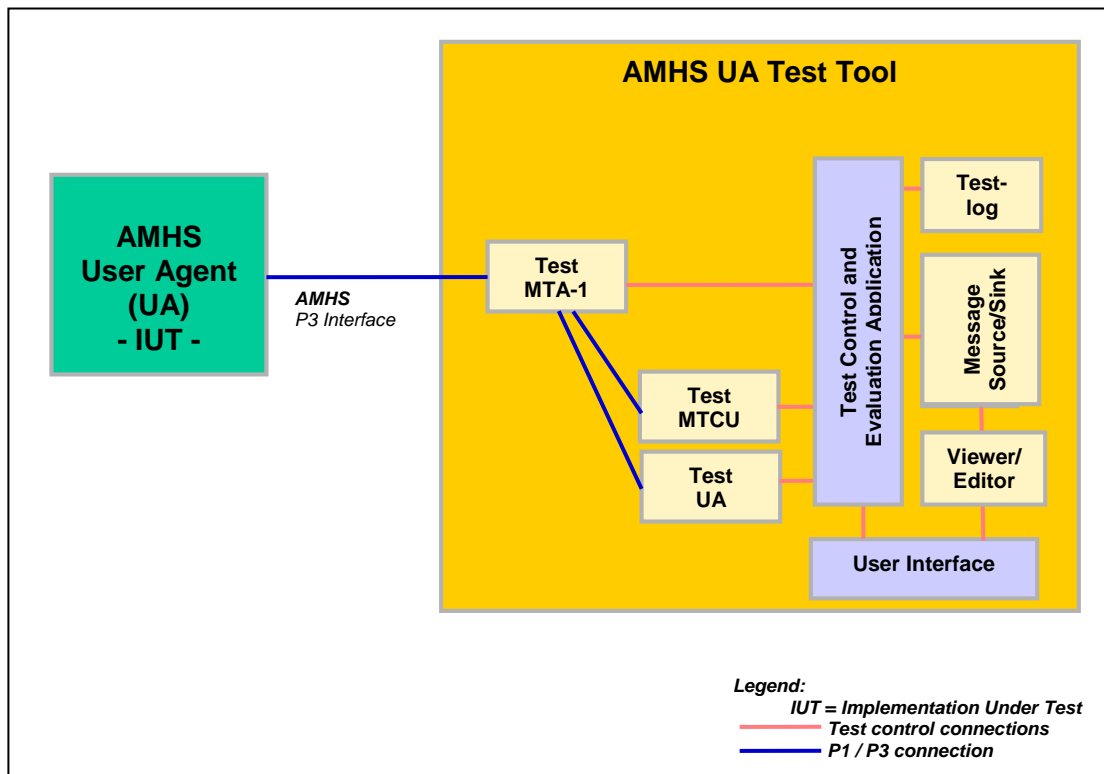 AMHS UA Test Tool
AMHS
User Agent
(UA)
- IUT -
AMHS
P3 Interface
Test
MTA-1
Test
MTCU
Test
UA
Test Control and
Evaluation Application
Test-
log
Message
Source/Sink
Viewer/
Editor
User Interface
Legend:
IUT = Implementation Under Test
Test control connections
P1 / P3 connection